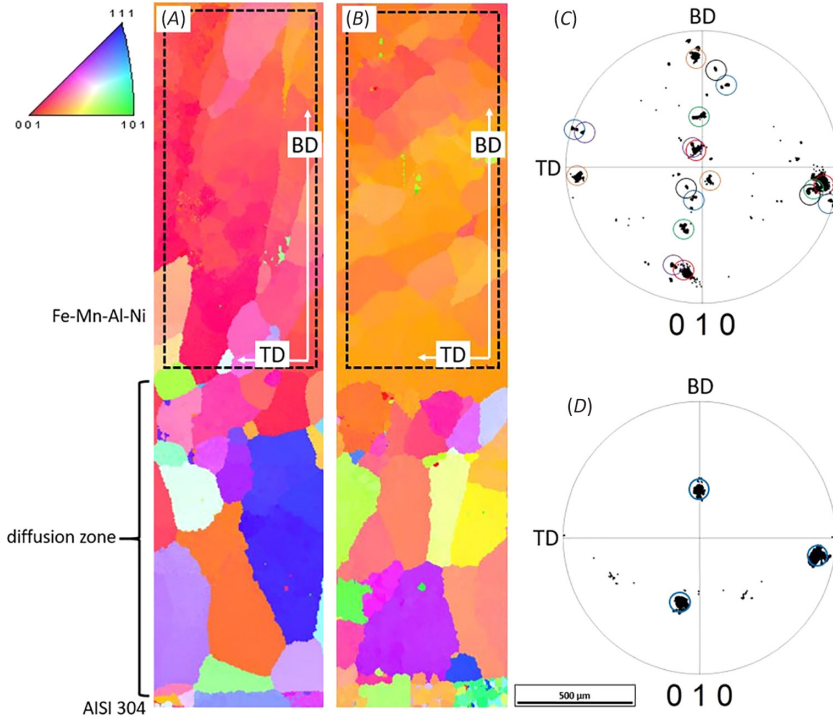 1 1 1
0 0 1
1 0 1
(A)
BD
TD
(B)
BD
TD
Fe-Mn-Al-Ni
diffusion zone
AISI 304
(C)
BD
TD
0 1 0
(D)
BD
TD
0 1 0
500 µm